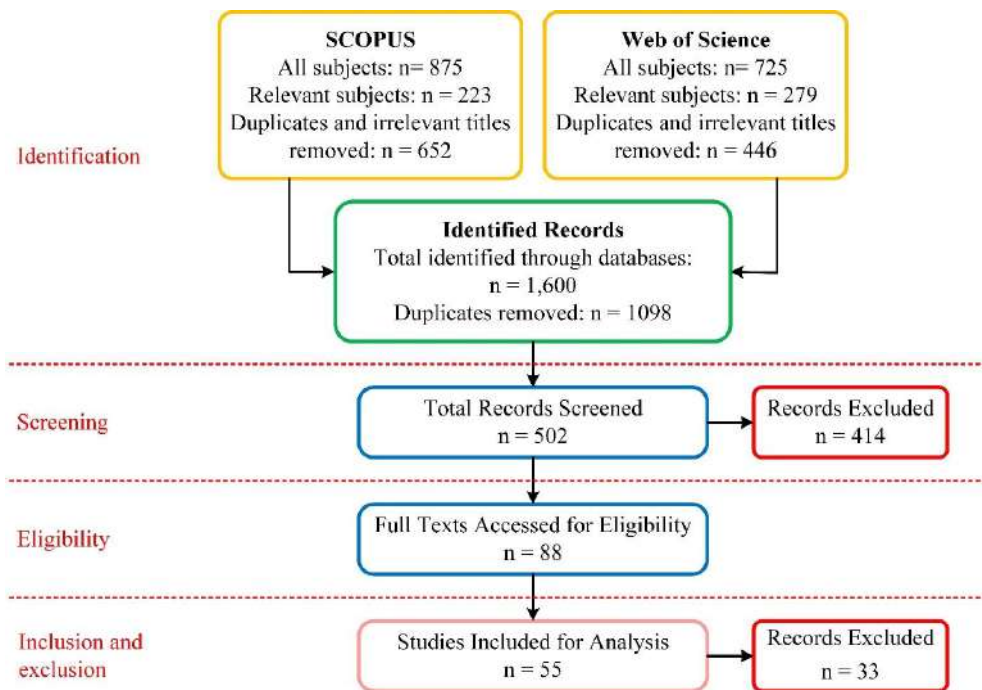 SCOPUS
All subjects: n= 875
Relevant subjects: n = 223
Duplicates and irrelevant titles
removed: n = 652
Web of Science
All subjects: n= 725
Relevant subjects: n = 279
Duplicates and irrelevant titles
removed: n = 446
Identification
Identified Records
Total identified through databases:
n = 1,600
Duplicates removed: n = 1098
Screening
Total Records Screened
n = 502
Records Excluded
n = 414
Eligibility
Full Texts Accessed for Eligibility
n = 88
Inclusion and
exclusion
Studies Included for Analysis
n = 55
Records Excluded
n = 33